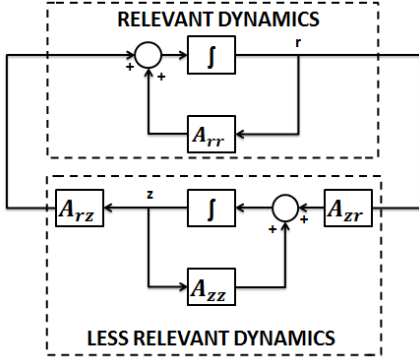 RELEVANT DYNAMICS
r
∫
+
+
A_rr
z
A_rz
∫
A_zr
+
+
A_zz
LESS RELEVANT DYNAMICS